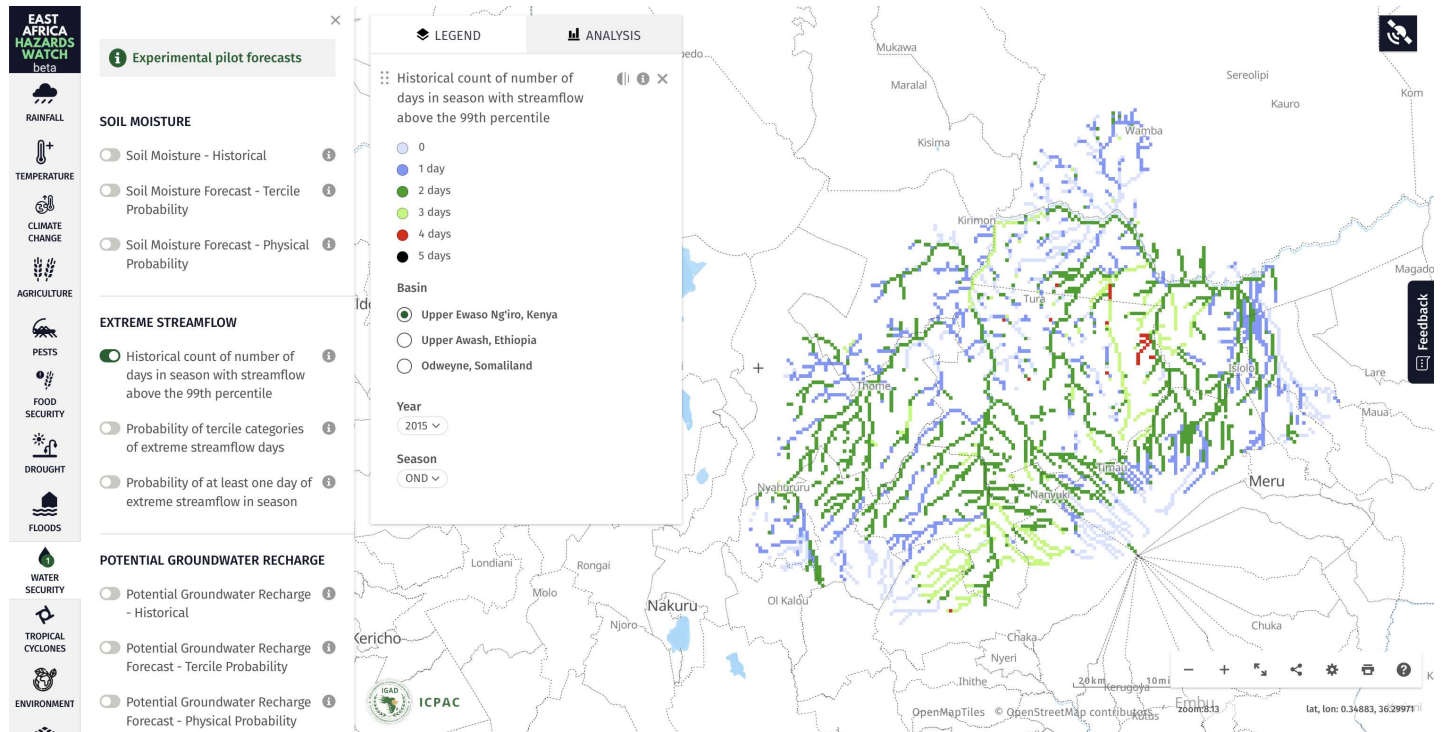 EAST
AFRICA
HAZARDS
WATCH
beta
RAINFALL
TEMPERATURE
CLIMATE
CHANGE
AGRICULTURE
PESTS
FOOD
SECURITY
DROUGHT
FLOODS
1
WATER
SECURITY
TROPICAL
CYCLONES
ENVIRONMENT
Experimental pilot forecasts
SOIL MOISTURE
Soil Moisture - Historical
Soil Moisture Forecast - Tercile
Probability
Soil Moisture Forecast - Physical
Probability
EXTREME STREAMFLOW
Historical count of number of
days in season with streamflow
above the 99th percentile
Probability of tercile categories
of extreme streamflow days
Probability of at least one day of
extreme streamflow in season
POTENTIAL GROUNDWATER RECHARGE
Potential Groundwater Recharge
- Historical
Potential Groundwater Recharge
Forecast - Tercile Probability
Potential Groundwater Recharge
Forecast - Physical Probability
LEGEND
ANALYSIS
Historical count of number of
days in season with streamflow
above the 99th percentile
0
1 day
2 days
3 days
4 days
5 days
Basin
Upper Ewaso Ng'iro, Kenya
Upper Awash, Ethiopia
Odweyne, Somaliland
Year
2015
Season
OND
Mukawa
Maralal
Kisima
Sereolipi
Kauro
Kom
Wamba
Kirimon
Tura
Magado
Thome
Isiolo
Lare
Maua
Timau
Nanyuki
Nyahururu
Meru
Londiani
Rongai
Molo
Nakuru
Njoro
Kericho
Ol Kalou
Chaka
Nyeri
Ihithe
Chuka
Kerugoya
Embu
Kutus
Feedback
IGAD
ICPAC
20 km
10 mi
OpenMapTiles © OpenStreetMap contributors
zoom:8.13
lat, lon: 0.34883, 36.29971